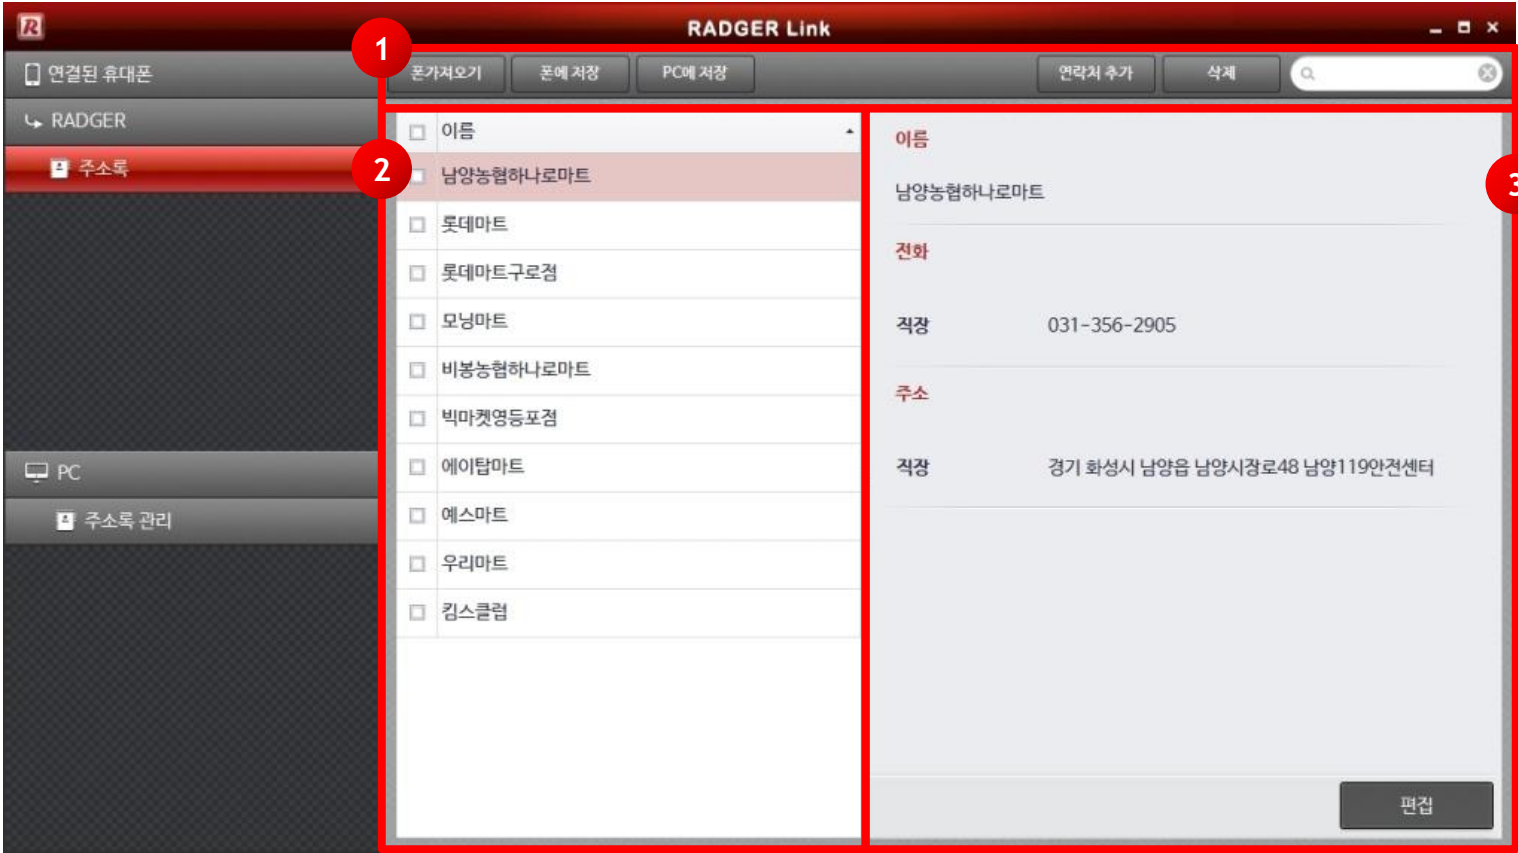 R
RADGER Link
1
연결된 휴대폰
폰가져오기
폰에 저장
PC에 저장
연락처 추가
삭제
RADGER
주소록
2
이름
남양농협하나로마트
롯데마트
롯데마트구로점
모닝마트
비봉농협하나로마트
빅마켓영등포점
에이탑마트
예스마트
우리마트
킴스클럽
3
이름
남양농협하나로마트
전화
직장 031-356-2905
주소
직장 경기 화성시 남양읍 남양시장로48 남양119안전센터
편집
PC
주소록 관리